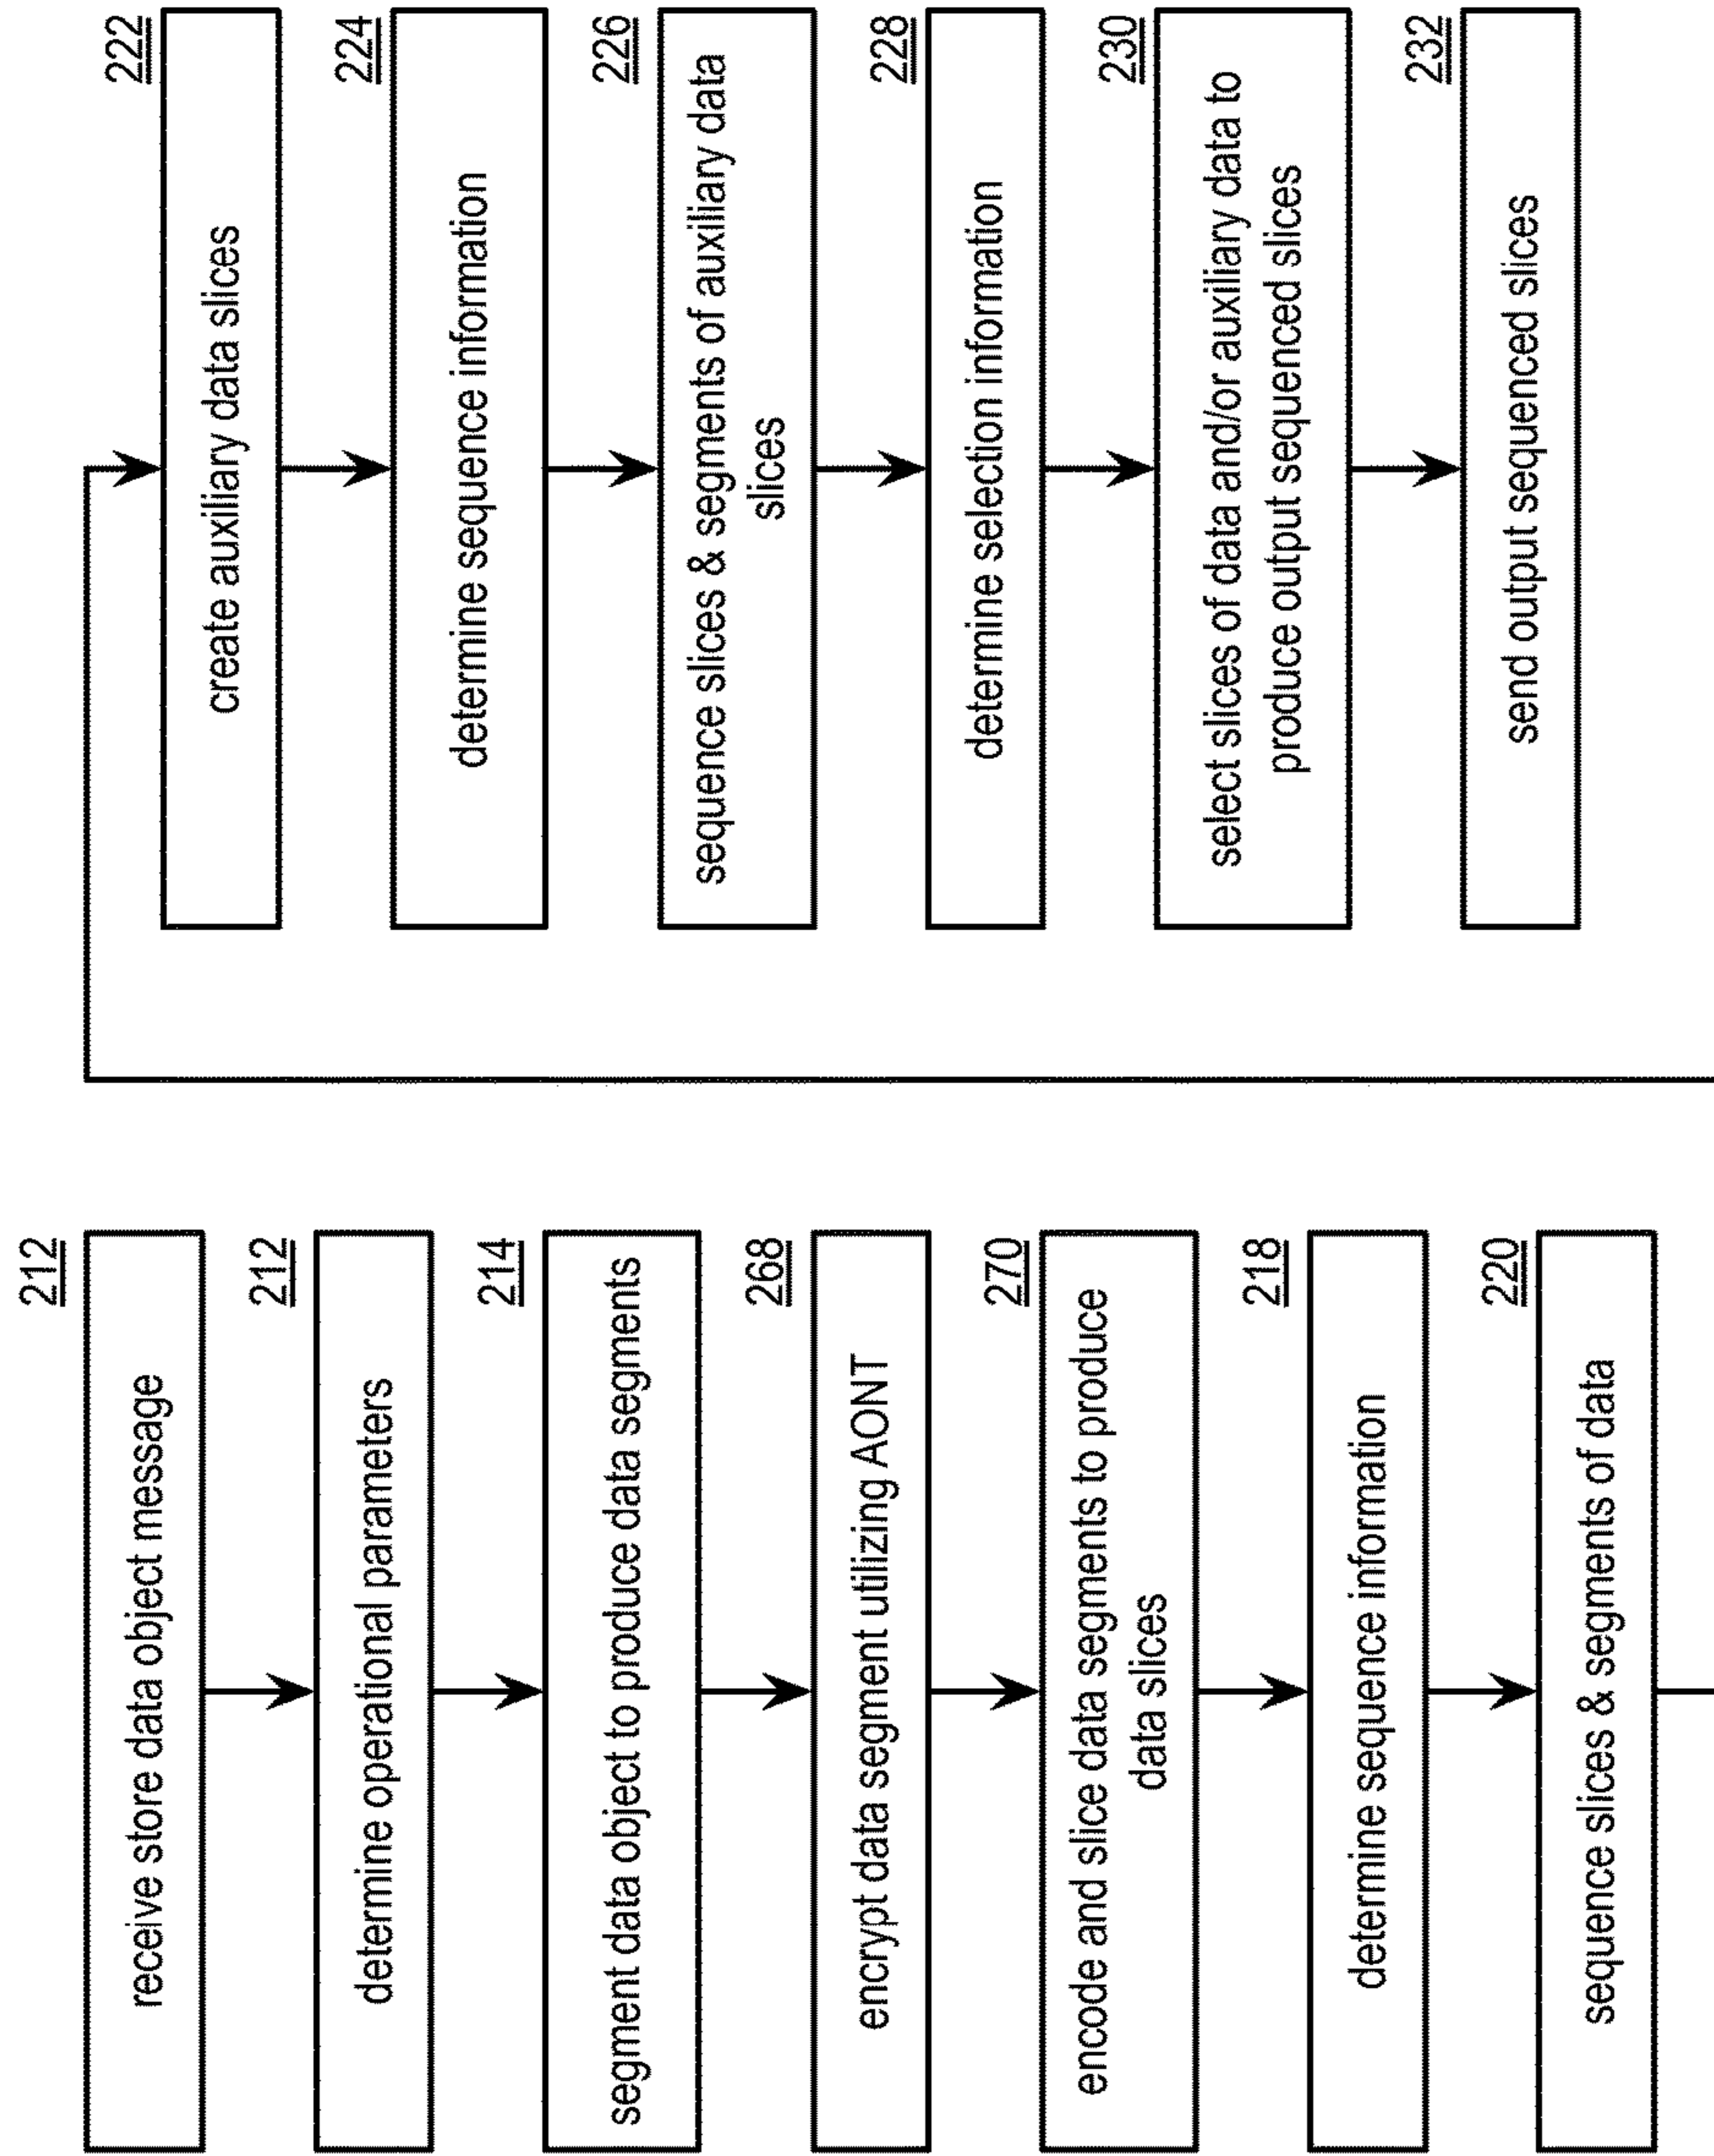 212
receive store data object message
212
determine operational parameters
214
segment data object to produce data segments
268
encrypt data segment utilizing AONT
270
encode and slice data segments to produce
data slices
218
determine sequence information
220
sequence slices & segments of data
222
create auxiliary data slices
224
determine sequence information
226
sequence slices & segments of auxiliary data
slices
228
determine selection information
230
select slices of data and/or auxiliary data to
produce output sequenced slices
232
send output sequenced slices